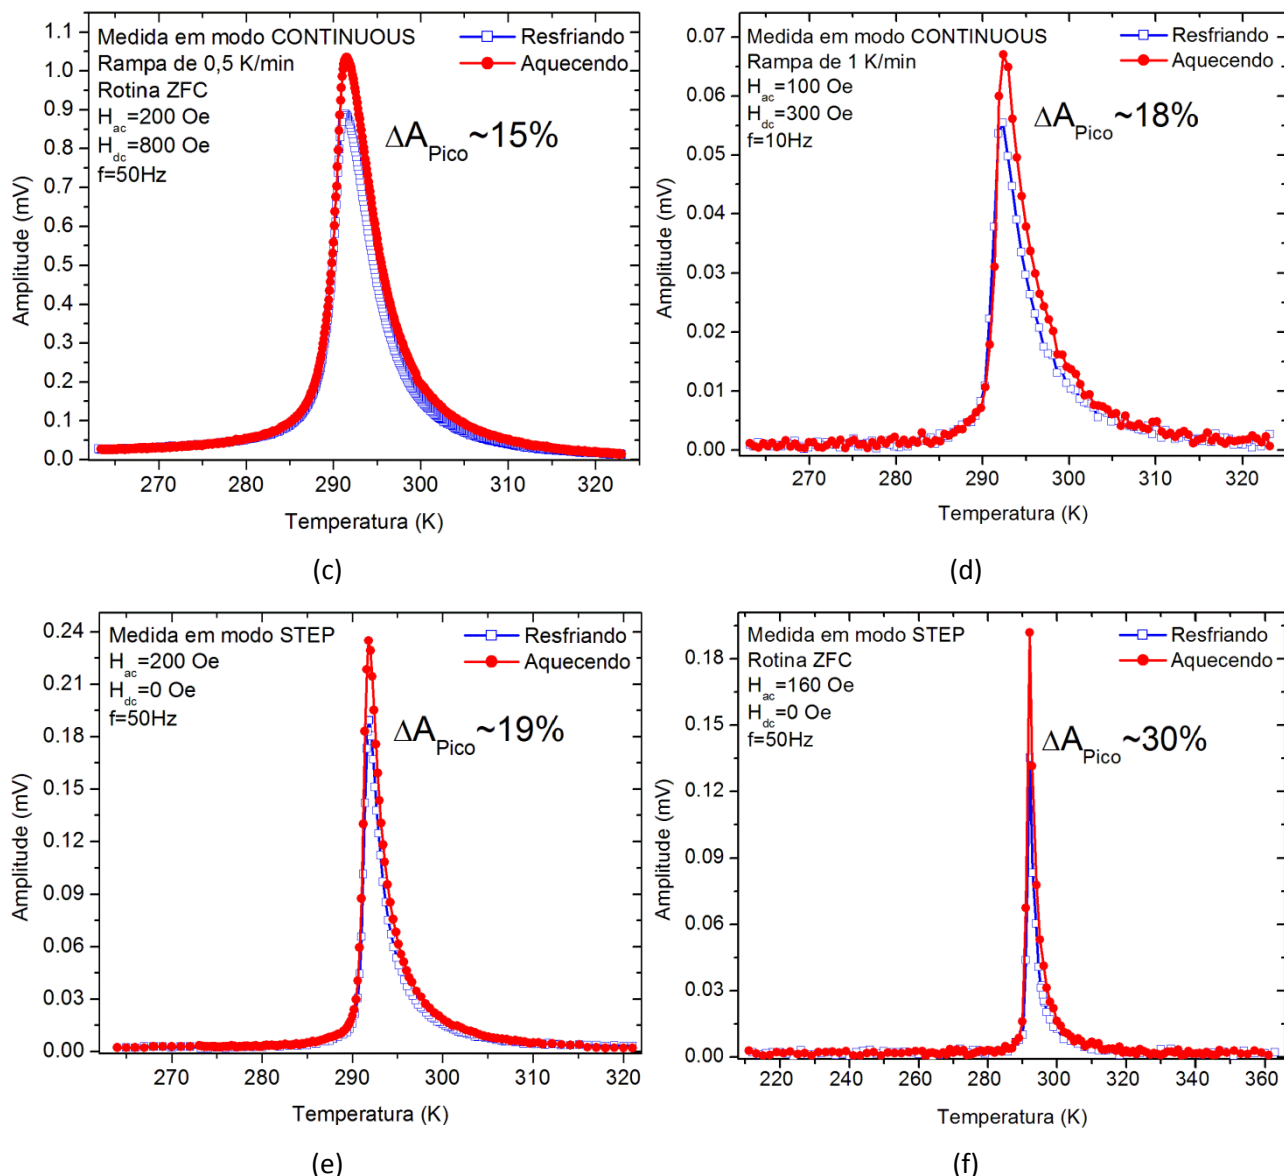 Medida em modo CONTINUOUS
Rampa de 0,5 K/min
Rotina ZFC
Hac=200 Oe
Hdc=800 Oe
f=50Hz
Resfriando
Aquecendo
ΔAPico~15%
1.1
1.0
0.9
0.8
0.7
0.6
0.5
0.4
0.3
0.2
0.1
0.0
Amplitude (mV)
270 280 290 300 310 320
Temperatura (K)
(c)
Medida em modo CONTINUOUS
Rampa de 1 K/min
Hac=100 Oe
Hdc=300 Oe
f=10Hz
Resfriando
Aquecendo
ΔAPico~18%
0.07
0.06
0.05
0.04
0.03
0.02
0.01
0.00
Amplitude (mV)
270 280 290 300 310 320
Temperatura (K)
(d)
Medida em modo STEP
Hac=200 Oe
Hdc=0 Oe
f=50Hz
Resfriando
Aquecendo
ΔAPico~19%
0.24
0.21
0.18
0.15
0.12
0.09
0.06
0.03
0.00
Amplitude (mV)
270 280 290 300 310 320
Temperatura (K)
(e)
Medida em modo STEP
Rotina ZFC
Hac=160 Oe
Hdc=0 Oe
f=50Hz
Resfriando
Aquecendo
ΔAPico~30%
0.18
0.15
0.12
0.09
0.06
0.03
0.00
Amplitude (mV)
220 240 260 280 300 320 340 360
Temperatura (K)
(f)